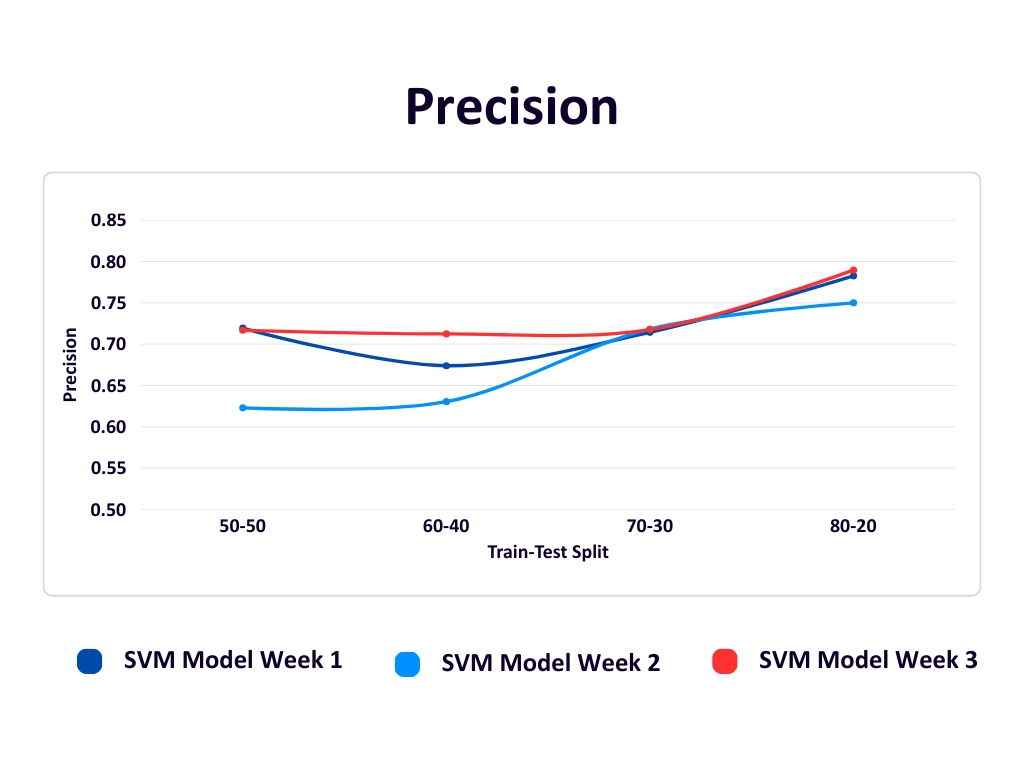 Precision
0.85
0.80
0.75
0.70
0.65
0.60
0.55
0.50
Precision
50-50 60-40 70-30 80-20
Train-Test Split
SVM Model Week 1
SVM Model Week 2
SVM Model Week 3